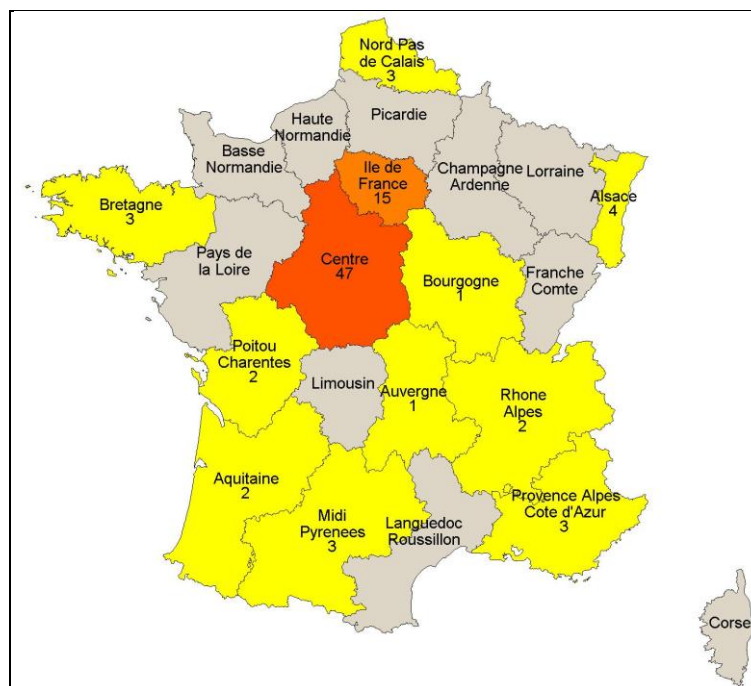 Nord Pas
de Calais
3
Picardie
Haute
Normandie
Basse
Normandie
Ile de
France
15
Champagne
Ardenne
Lorraine
Alsace
4
Bretagne
3
Pays de
la Loire
Centre
47
Bourgogne
1
Franche
Comte
Poitou
Charentes
2
Limousin
Auvergne
1
Rhone
Alpes
2
Aquitaine
2
Midi
Pyrenees
3
Languedoc
Roussillon
Provence Alpes
Cote d'Azur
3
Corse